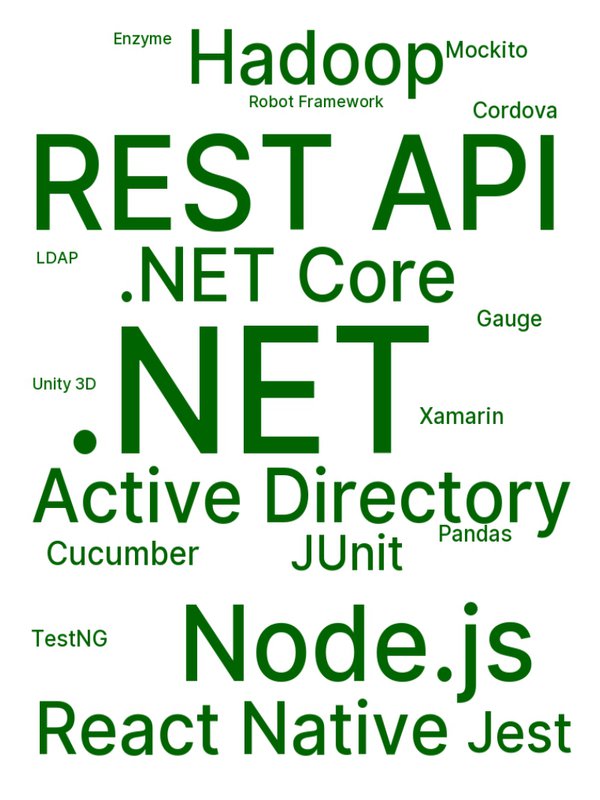 Enzyme
Hadoop
Mockito
Robot Framework
Cordova
REST API
LDAP
.NET Core
Gauge
.NET
Unity 3D
Xamarin
Active Directory
Pandas
Cucumber
JUnit
Node.js
TestNG
React Native
Jest